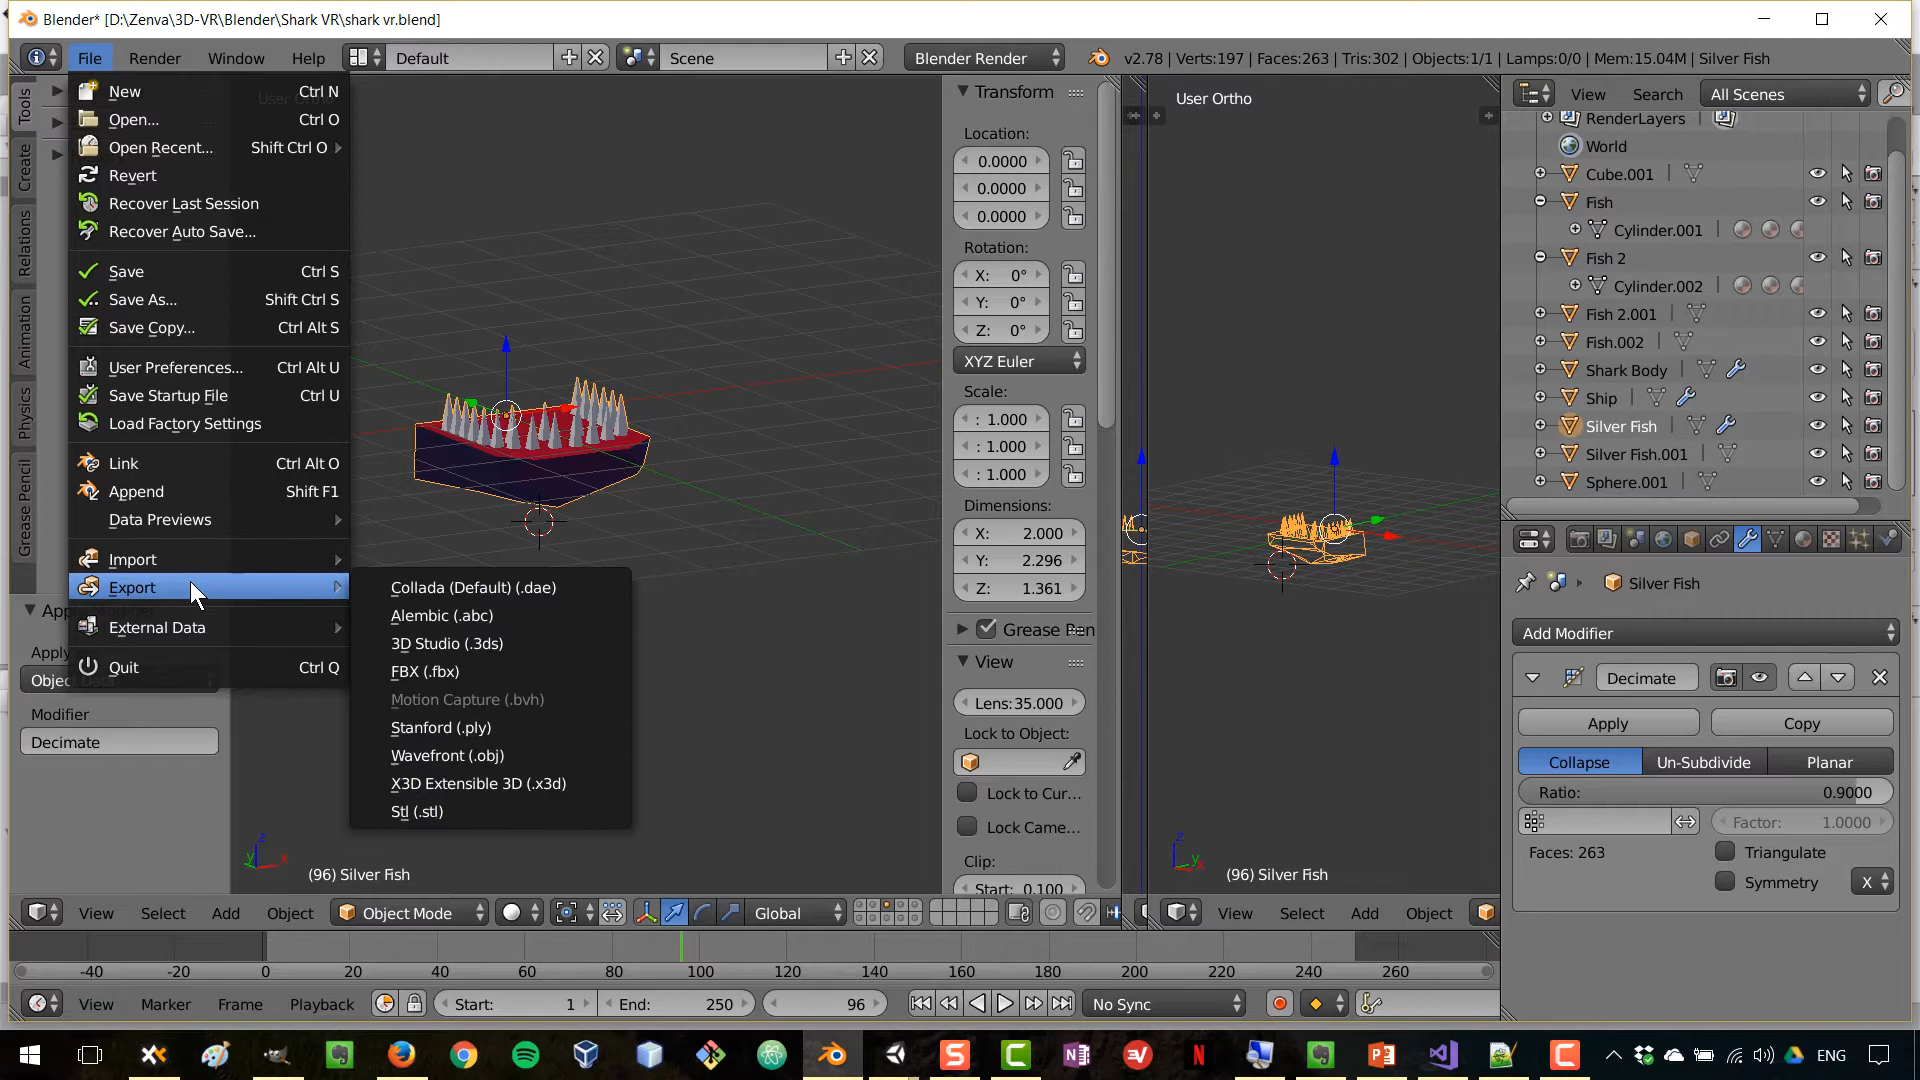 Blender* [D:\Zenva\3D-VR\Blender\Shark VR\shark vr.blend]
File Render Window Help Default Scene Blender Render v2.78 | Verts:197 | Faces:263 | Tris:302 | Objects:1/1 | Lamps:0/0 | Mem:15.04M | Silver Fish
New Ctrl N
Open... Ctrl O
Open Recent... Shift Ctrl O
Revert
Recover Last Session
Recover Auto Save...
Save Ctrl S
Save As... Shift Ctrl S
Save Copy... Ctrl Alt S
User Preferences... Ctrl Alt U
Save Startup File Ctrl U
Load Factory Settings
Link Ctrl Alt O
Append Shift F1
Data Previews
Import
Export
External Data
Quit Ctrl Q
Collada (Default) (.dae)
Alembic (.abc)
3D Studio (.3ds)
FBX (.fbx)
Motion Capture (.bvh)
Stanford (.ply)
Wavefront (.obj)
X3D Extensible 3D (.x3d)
Stl (.stl)
Tools
Create
Relations
Animation
Physics
Grease Pencil
User Ortho
Modifier
Decimate
(96) Silver Fish
Transform
Location:
0.0000
0.0000
0.0000
Rotation:
X: 0°
Y: 0°
Z: 0°
XYZ Euler
Scale:
: 1.000
: 1.000
: 1.000
Dimensions:
X: 2.000
Y: 2.296
Z: 1.361
Grease Pen
View
Lens:35.000
Lock to Object:
Lock to Cur...
Lock Came...
Clip:
Start: 0.100
User Ortho
(96) Silver Fish
View Search All Scenes
RenderLayers
World
Cube.001
Fish
Cylinder.001
Fish 2
Cylinder.002
Fish 2.001
Fish.002
Shark Body
Ship
Silver Fish
Silver Fish.001
Sphere.001
Silver Fish
Add Modifier
Decimate
Apply Copy
Collapse Un-Subdivide Planar
Ratio: 0.9000
Factor: 1.0000
Faces: 263 Triangulate
Symmetry X
View Select Add Object Object Mode Global
View Select Add Object
-40 -20 0 20 40 60 80 100 120 140 160 180 200 220 240 260
View Marker Frame Playback Start: 1 End: 250 96 No Sync
ENG